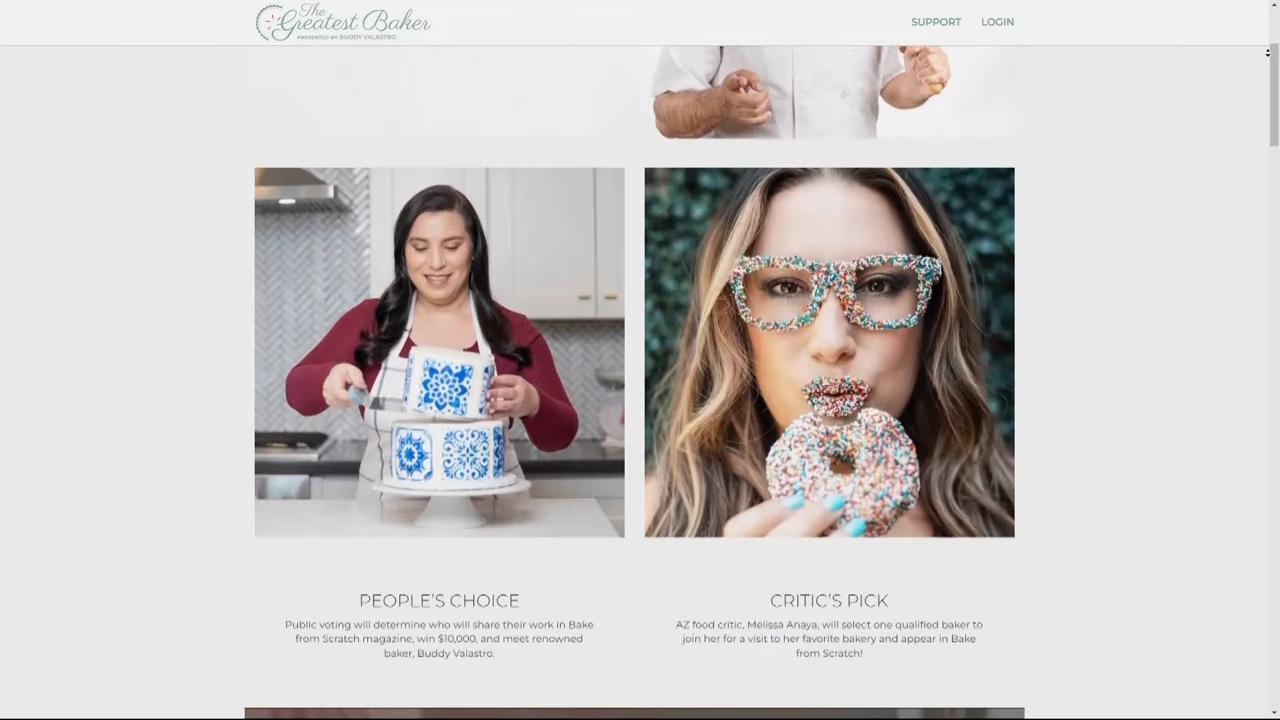 The
Greatest Baker
PRESENTED BY BUDDY VALASTRO
SUPPORT LOGIN
PEOPLE'S CHOICE
Public voting will determine who will share their work in Bake
from Scratch magazine, win $10,000, and meet renowned
baker, Buddy Valastro.
CRITIC'S PICK
AZ food critic, Melissa Anaya, will select one qualified baker to
join her for a visit to her favorite bakery and appear in Bake
from Scratch!